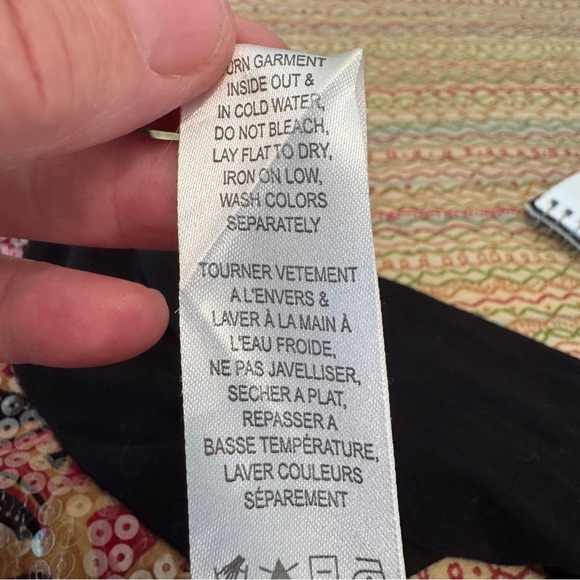 URN GARMENT
INSIDE OUT &
IN COLD WATER,
DO NOT BLEACH,
LAY FLAT TO DRY,
IRON ON LOW,
WASH COLORS
SEPARATELY
TOURNER VETEMENT
A L'ENVERS &
LAVER À LA MAIN À
L'EAU FROIDE,
NE PAS JAVELLISER,
SECHER A PLAT,
REPASSER A
BASSE TEMPÉRATURE,
LAVER COULEURS
SÉPAREMENT